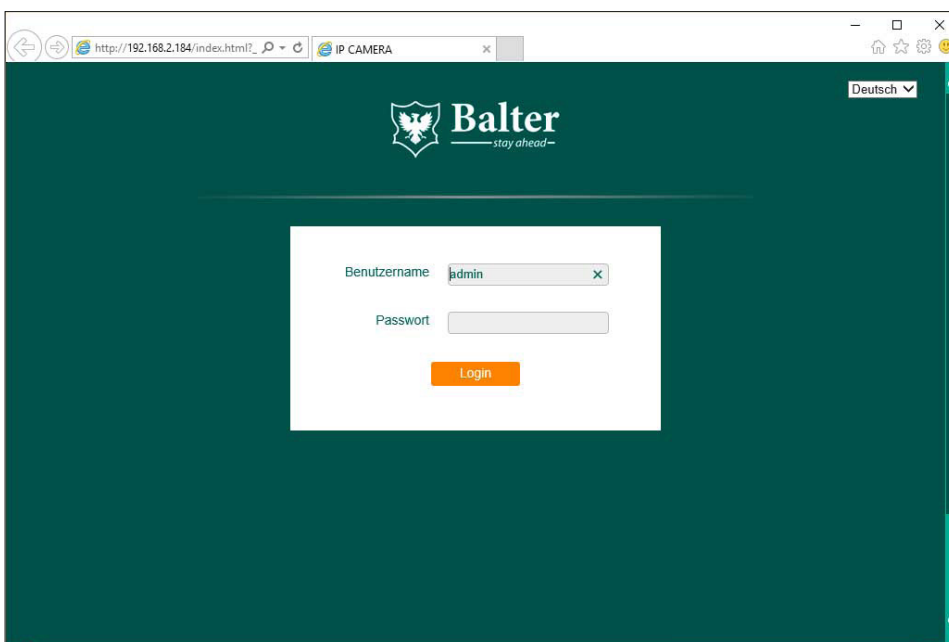 http://192.168.2.184/index.html?_
IP CAMERA
Deutsch
Balter
stay ahead
Benutzername
admin
Passwort
Login